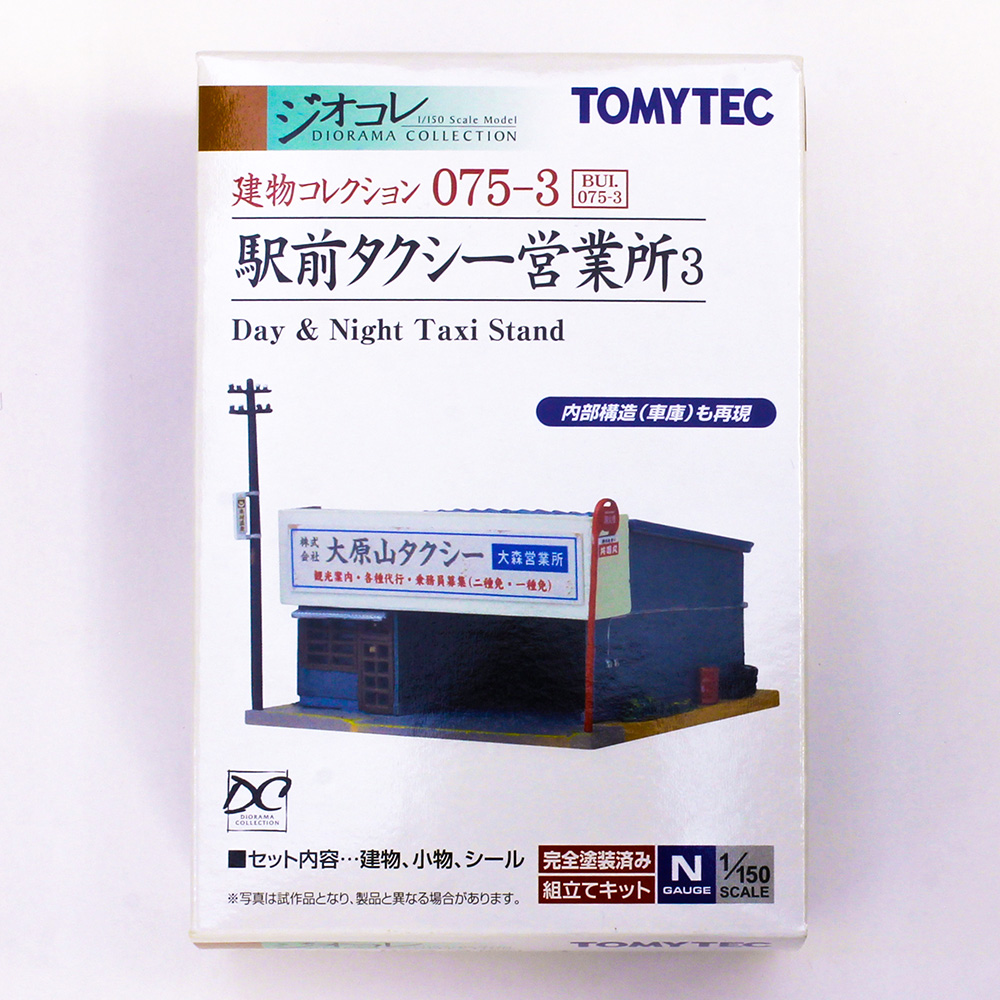 ジオコレ
1/150 Scale Model
DIORAMA COLLECTION
TOMYTEC
建物コレクション 075-3
BUI.
075-3
駅前タクシー営業所3
Day & Night Taxi Stand
内部構造(車庫)も再現
株式会社 大原山タクシー 大森営業所
観光案内・各種代行・乗務員募集(二種免・一種免)
DC
DIORAMA
COLLECTION
■セット内容…建物、小物、シール
※写真は試作品となり、製品と異なる場合があります。
完全塗装済み
組立てキット
N
GAUGE
1/150
SCALE